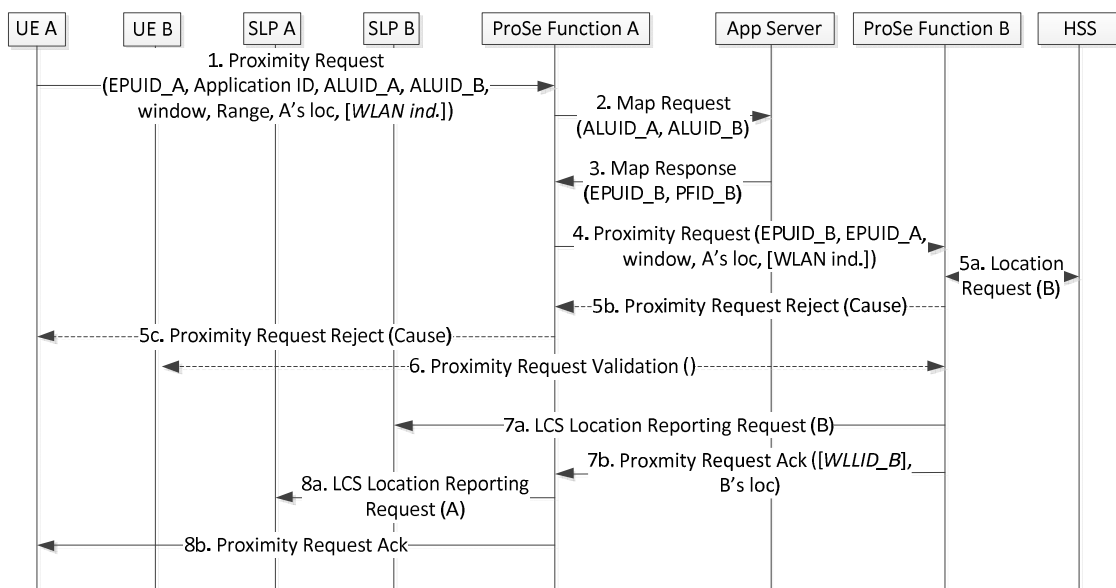 UE A
UE B
SLP A
SLP B
ProSe Function A
App Server
ProSe Function B
HSS
1. Proximity Request
(EPUID_A, Application ID, ALUID_A, ALUID_B,
window, Range, A's loc, [WLAN ind.])
2. Map Request
(ALUID_A, ALUID_B)
3. Map Response
(EPUID_B, PFID_B)
4. Proximity Request (EPUID_B, EPUID_A,
window, A's loc, [WLAN ind.])
5a. Location
Request (B)
5b. Proximity Request Reject (Cause)
5c. Proximity Request Reject (Cause)
6. Proximity Request Validation ()
7a. LCS Location Reporting Request (B)
7b. Proxmity Request Ack ([WLLID_B],
B's loc)
8a. LCS Location Reporting
Request (A)
8b. Proximity Request Ack